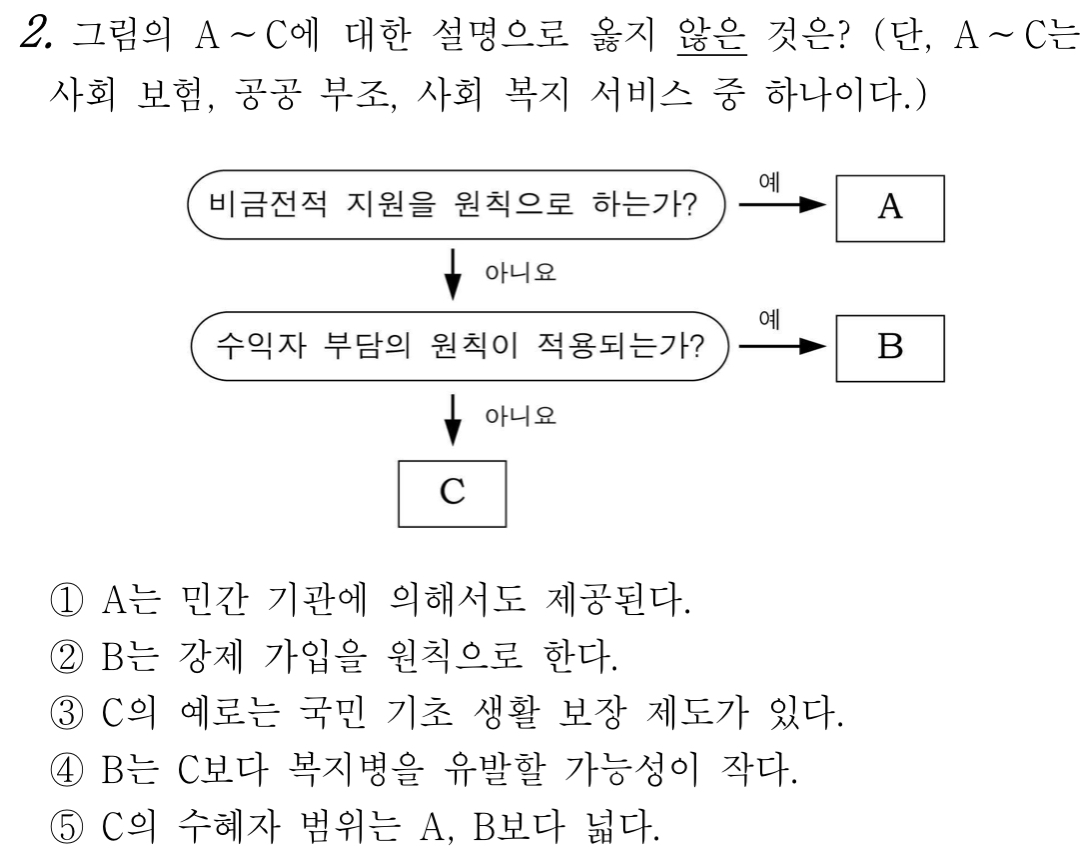 2. 그림의 A ~ C에 대한 설명으로 옳지 않은 것은? (단, A ~ C는
사회 보험, 공공 부조, 사회 복지 서비스 중 하나이다.)
비금전적 지원을 원칙으로 하는가?
예
A
아니요
수익자 부담의 원칙이 적용되는가?
예
B
아니요
C
① A는 민간 기관에 의해서도 제공된다.
② B는 강제 가입을 원칙으로 한다.
③ C의 예로는 국민 기초 생활 보장 제도가 있다.
④ B는 C보다 복지병을 유발할 가능성이 작다.
⑤ C의 수혜자 범위는 A, B보다 넓다.